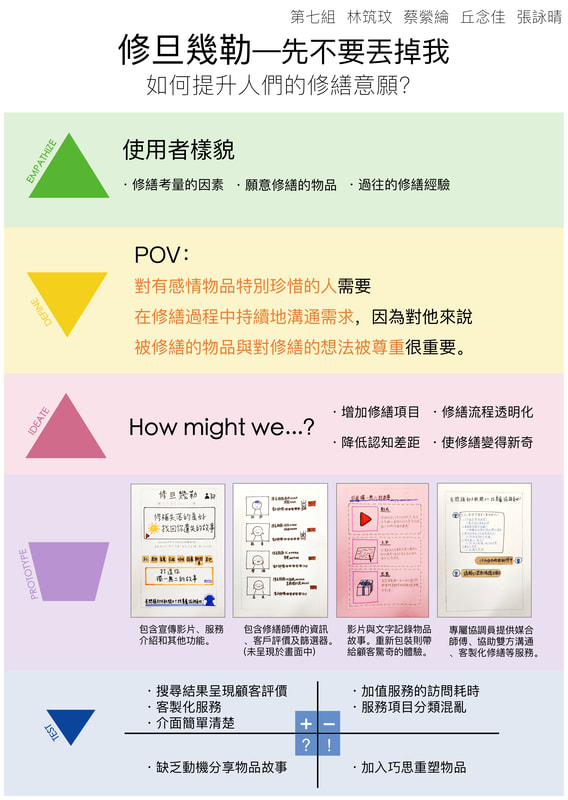 第七組 林筑玟 蔡縈綸 丘念佳 張詠晴
修旦幾勒—先不要丟掉我
如何提升人們的修繕意願?
EMPATHIZE
使用者樣貌
·修繕考量的因素 ·願意修繕的物品 ·過往的修繕經驗
DEFINE
POV:
對有感情物品特別珍惜的人需要
在修繕過程中持續地溝通需求，因為對他來說
被修繕的物品與對修繕的想法被尊重很重要。
IDEATE
How might we...?
·增加修繕項目 ·修繕流程透明化
·降低認知差距 ·使修繕變得新奇
PROTOTYPE
修旦幾勒
修補失活的美好
找回你遺失的故事
打造你
獨一無二的故事
包含宣傳影片、服務
介紹和其他功能。
包含修繕師傅的資訊
、客戶評價及篩選器。
(未呈現於畫面中)
影片與文字記錄物品
故事。重新包裝則帶
給顧客驚奇的體驗。
專屬協調員提供媒合
師傅、協助雙方溝通
、客製化修繕等服務。
TEST
·搜尋結果呈現顧客評價
·客製化服務
·介面簡單清楚
·加值服務的訪問耗時
·服務項目分類混亂
+ −
? !
·缺乏動機分享物品故事
·加入巧思重塑物品